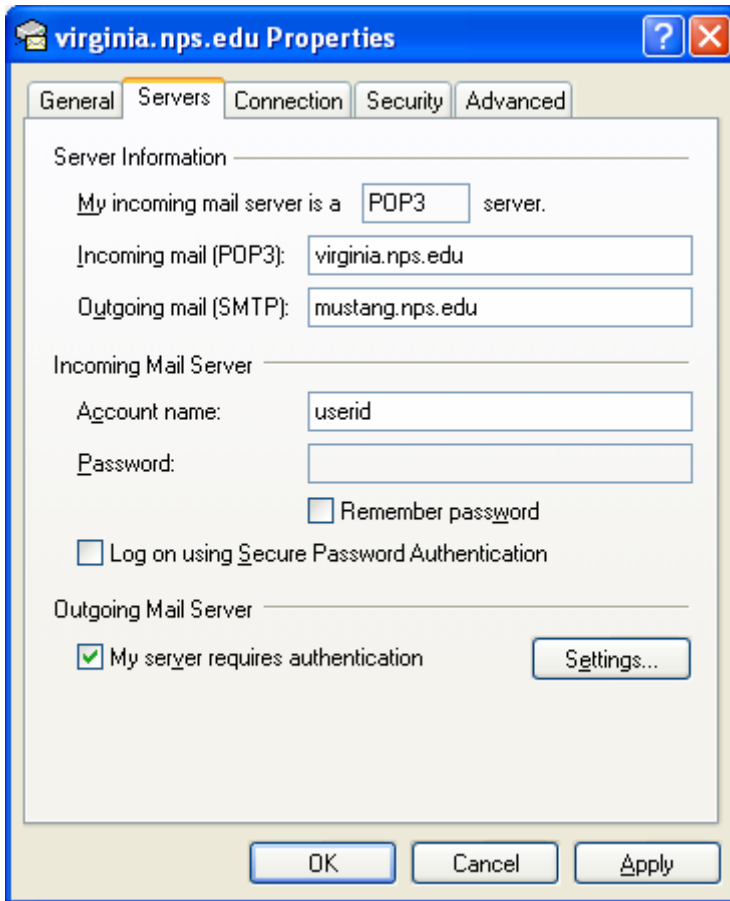 virginia.nps.edu Properties
General Servers Connection Security Advanced
Server Information
My incoming mail server is a POP3 server.
Incoming mail (POP3): virginia.nps.edu
Outgoing mail (SMTP): mustang.nps.edu
Incoming Mail Server
Account name: userid
Password:
Remember password
Log on using Secure Password Authentication
Outgoing Mail Server
My server requires authentication Settings...
OK Cancel Apply